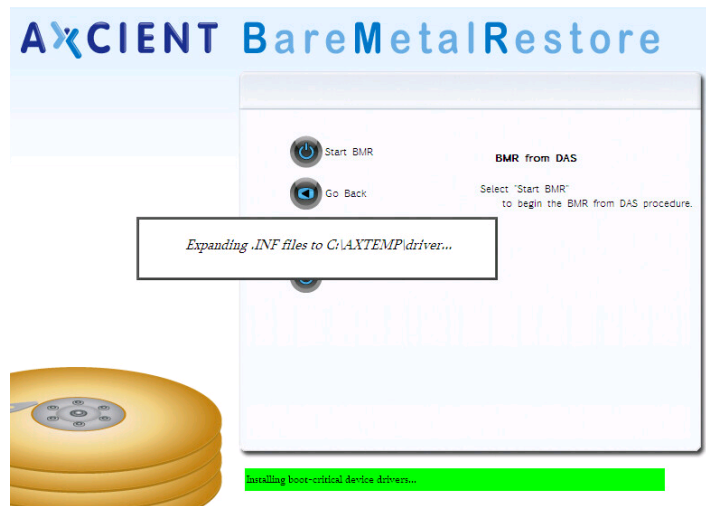 AXCIENT BareMetalRestore
Start BMR
BMR from DAS
Go Back
Select "Start BMR"
to begin the BMR from DAS procedure.
Expanding .INF files to C:\AXTEMP\driver...
Installing boot-critical device drivers...